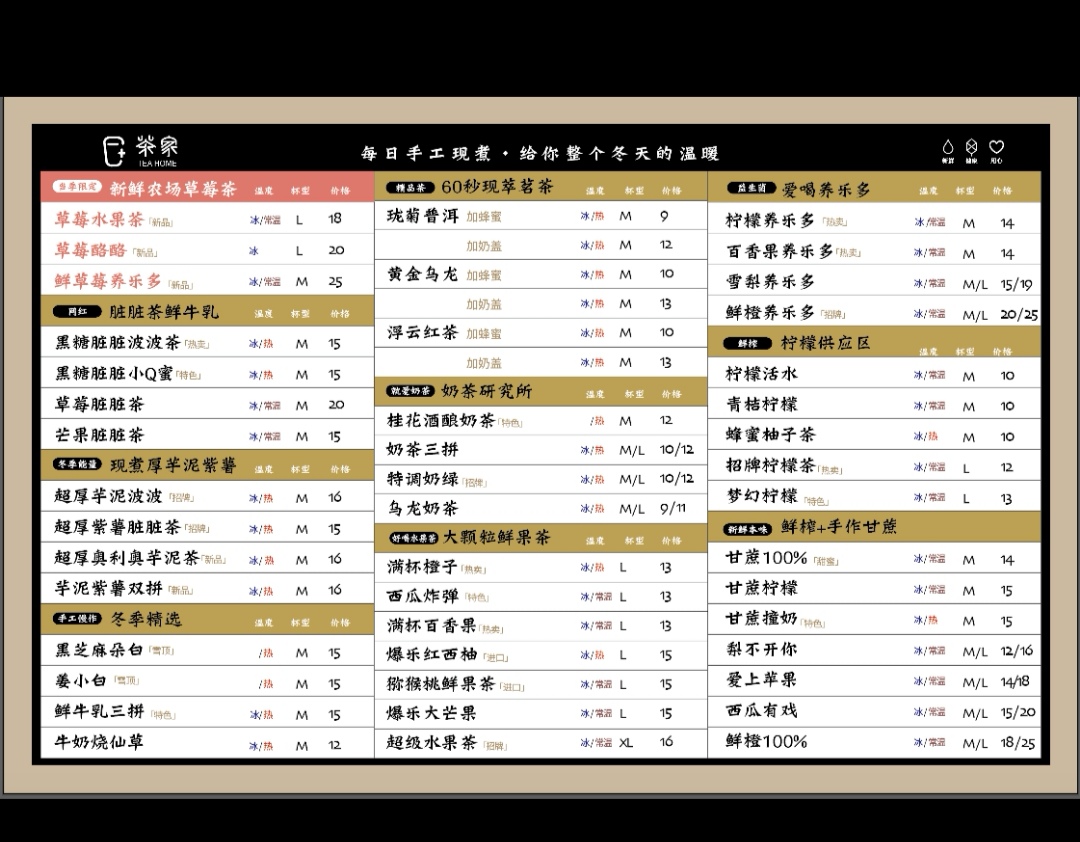 茶家
TEA HOME
每日手工现煮·给你整个冬天的温暖
新鲜 健康 用心
当季限定 新鲜农场草莓茶 温度 杯型 价格
草莓水果茶「新品」 冰/常温 L 18
草莓酪酪「新品」 冰 L 20
鲜草莓养乐多「新品」 冰/常温 M 25
网红 脏脏茶鲜牛乳 温度 杯型 价格
黑糖脏脏波波茶「热卖」 冰/热 M 15
黑糖脏脏小Q蜜「特色」 冰/热 M 15
草莓脏脏茶 冰/常温 M 20
芒果脏脏茶 冰/常温 M 15
冬季能量 现煮厚芋泥紫薯 温度 杯型 价格
超厚芋泥波波「招牌」 冰/热 M 16
超厚紫薯脏脏茶「招牌」 冰/热 M 15
超厚奥利奥芋泥茶「新品」 冰/热 M 16
芋泥紫薯双拼「新品」 冰/热 M 16
手工慢作 冬季精选 温度 杯型 价格
黑芝麻朵白「雪顶」 /热 M 15
姜小白「雪顶」 /热 M 15
鲜牛乳三拼「特色」 冰/热 M 15
牛奶烧仙草 冰/热 M 12
精品茶 60秒现萃茗茶 温度 杯型 价格
珑菊普洱 加蜂蜜 冰/热 M 9
加奶盖 冰/热 M 12
黄金乌龙 加蜂蜜 冰/热 M 10
加奶盖 冰/热 M 13
浮云红茶 加蜂蜜 冰/热 M 10
加奶盖 冰/热 M 13
就爱奶茶 奶茶研究所 温度 杯型 价格
桂花酒酿奶茶「特色」 /热 M 12
奶茶三拼 冰/热 M/L 10/12
特调奶绿「招牌」 冰/热 M/L 10/12
乌龙奶茶 冰/热 M/L 9/11
好喝水果茶 大颗粒鲜果茶 温度 杯型 价格
满杯橙子「热卖」 冰/热 L 13
西瓜炸弹「特色」 冰/常温 L 13
满杯百香果「热卖」 冰/常温 L 13
爆乐红西柚「进口」 冰/热 L 15
猕猴桃鲜果茶「进口」 冰/常温 L 15
爆乐大芒果 冰/常温 L 15
超级水果茶「招牌」 冰/常温 XL 16
益生菌 爱喝养乐多 温度 杯型 价格
柠檬养乐多「热卖」 冰/常温 M 14
百香果养乐多「热卖」 冰/常温 M 14
雪梨养乐多 冰/常温 M/L 15/19
鲜橙养乐多「招牌」 冰/常温 M/L 20/25
鲜榨 柠檬供应区 温度 杯型 价格
柠檬活水 冰/常温 M 10
青桔柠檬 冰/常温 M 10
蜂蜜柚子茶 冰/热 M 10
招牌柠檬茶「热卖」 冰/常温 L 12
梦幻柠檬「特色」 冰/常温 L 13
新鲜本味 鲜榨+手作甘蔗
甘蔗100%「甜蜜」 冰/常温 M 14
甘蔗柠檬 冰/常温 M 15
甘蔗撞奶「特色」 冰/热 M 15
梨不开你 冰/常温 M/L 12/16
爱上苹果 冰/常温 M/L 14/18
西瓜有戏 冰/常温 M/L 15/20
鲜橙100% 冰/常温 M/L 18/25